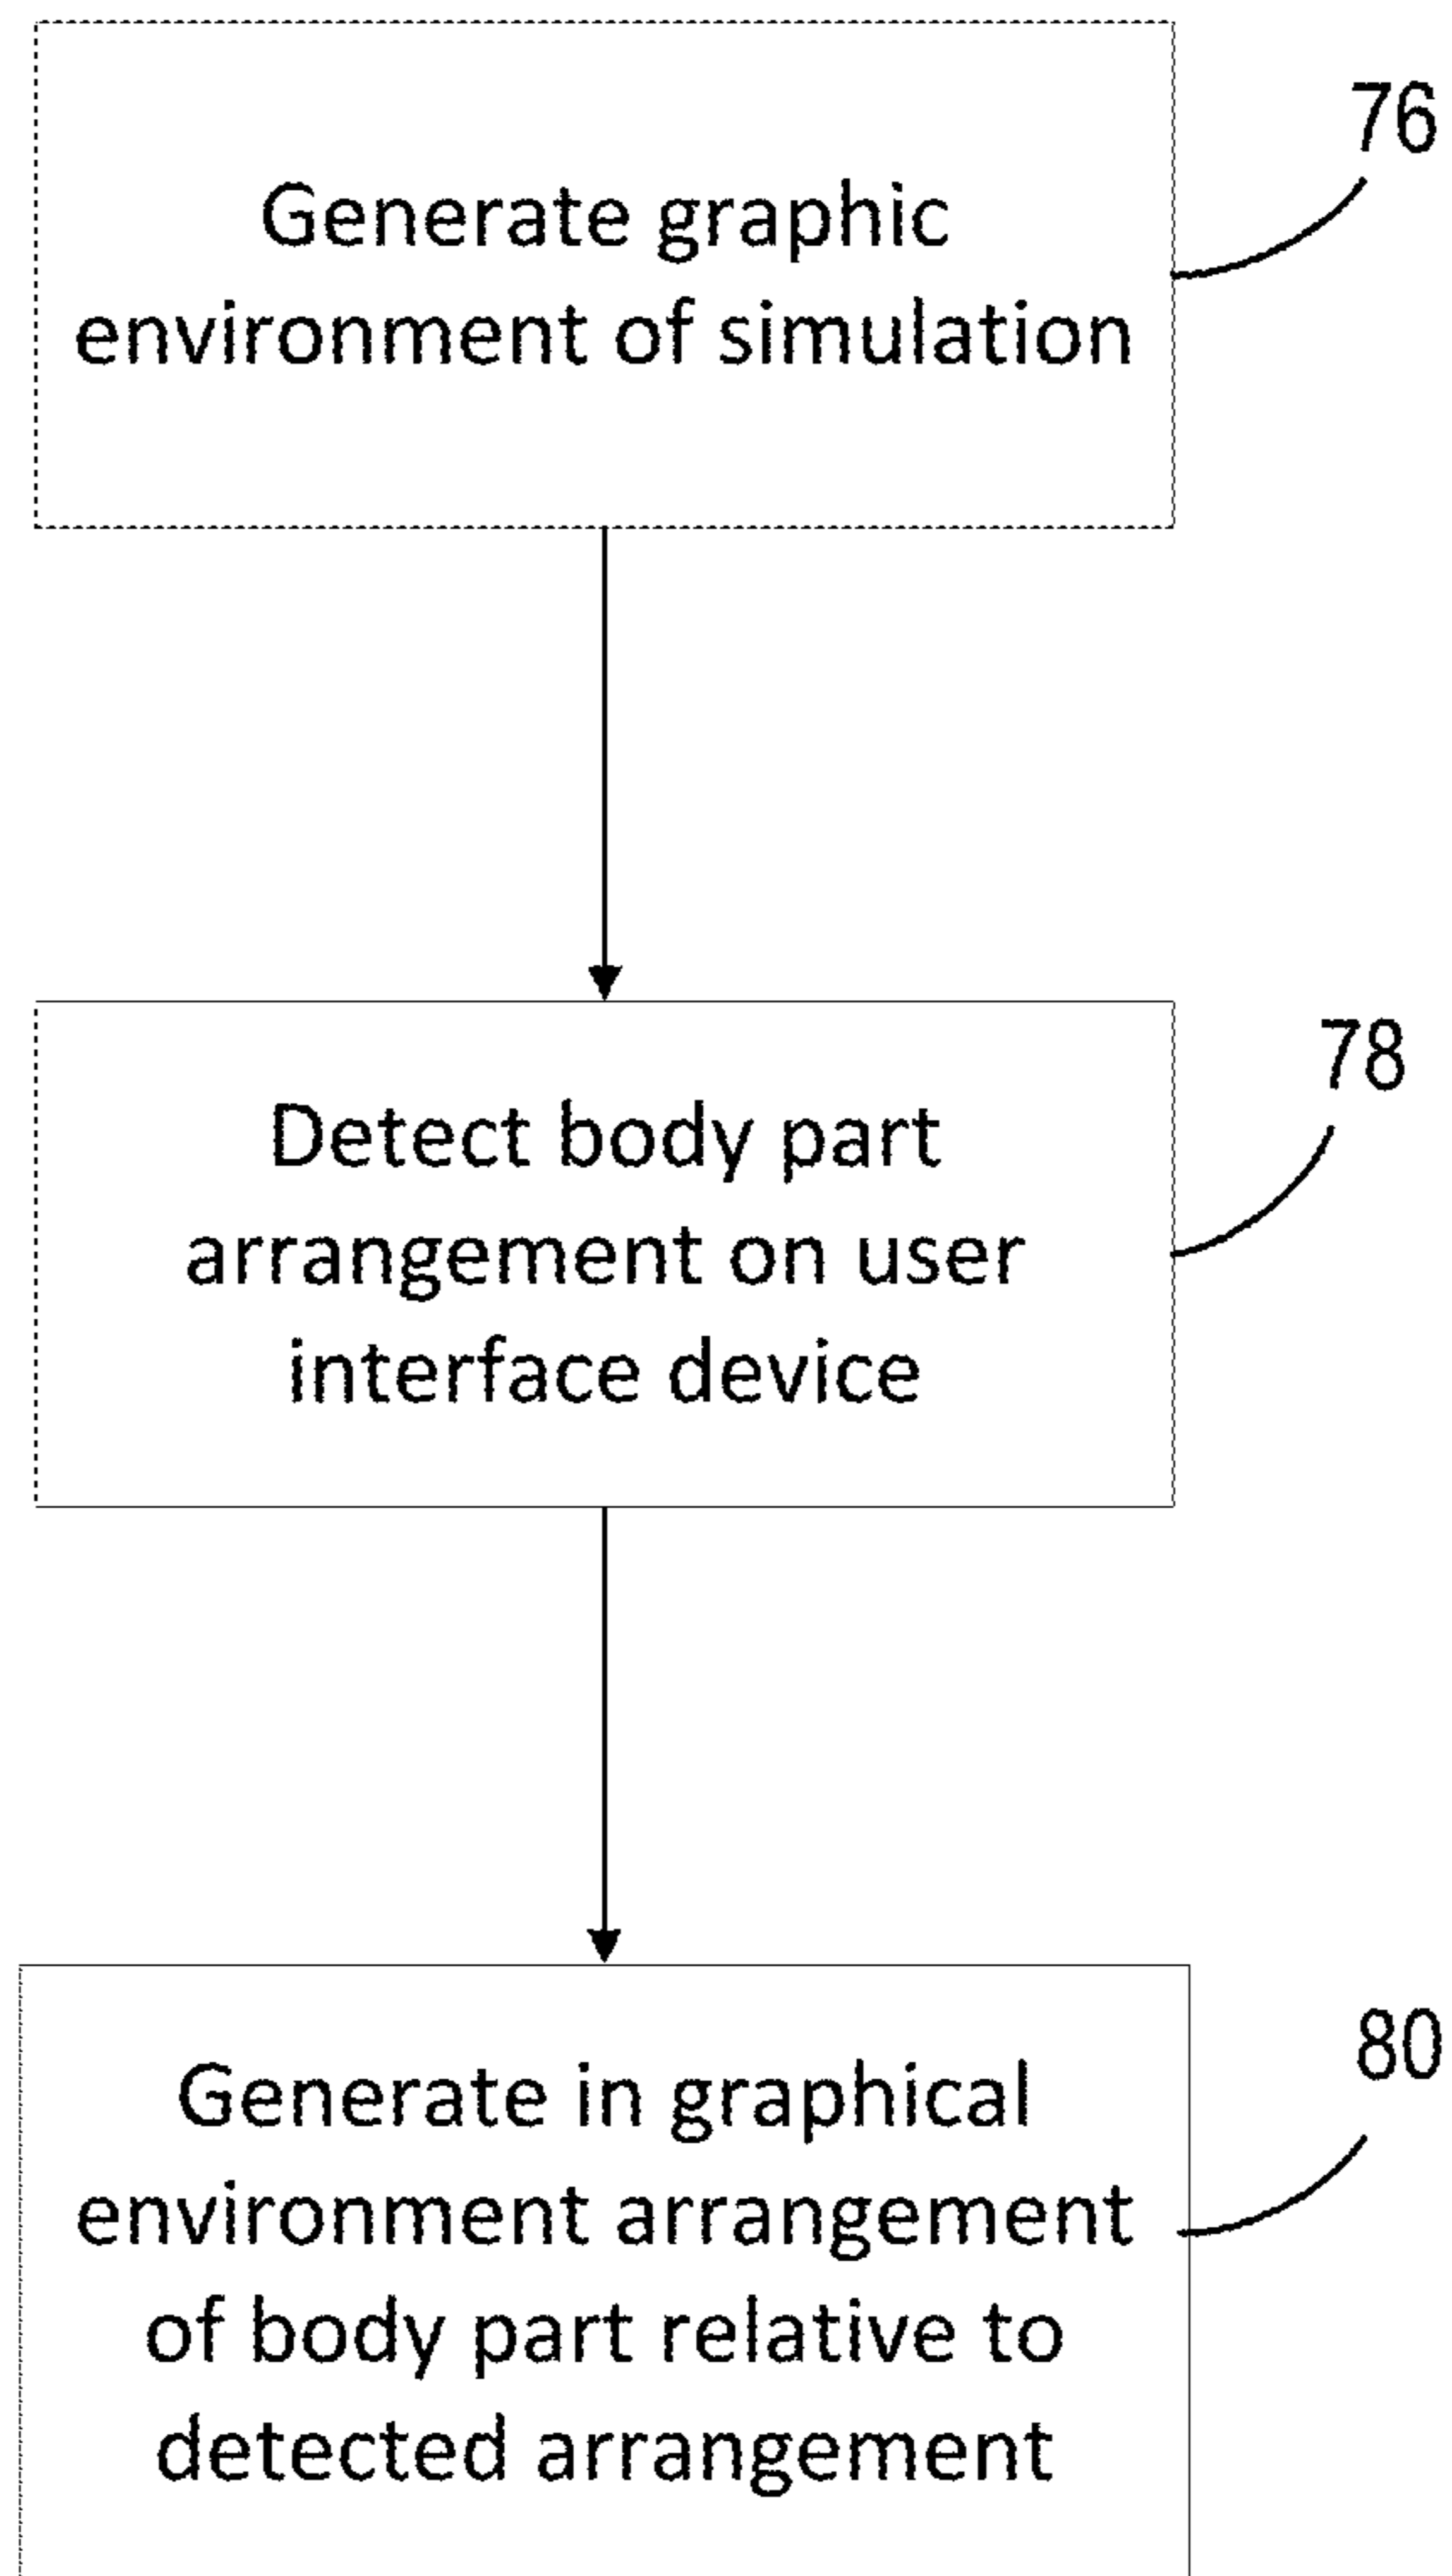 76
Generate graphic
environment of simulation
78
Detect body part
arrangement on user
interface device
80
Generate in graphical
environment arrangement
of body part relative to
detected arrangement